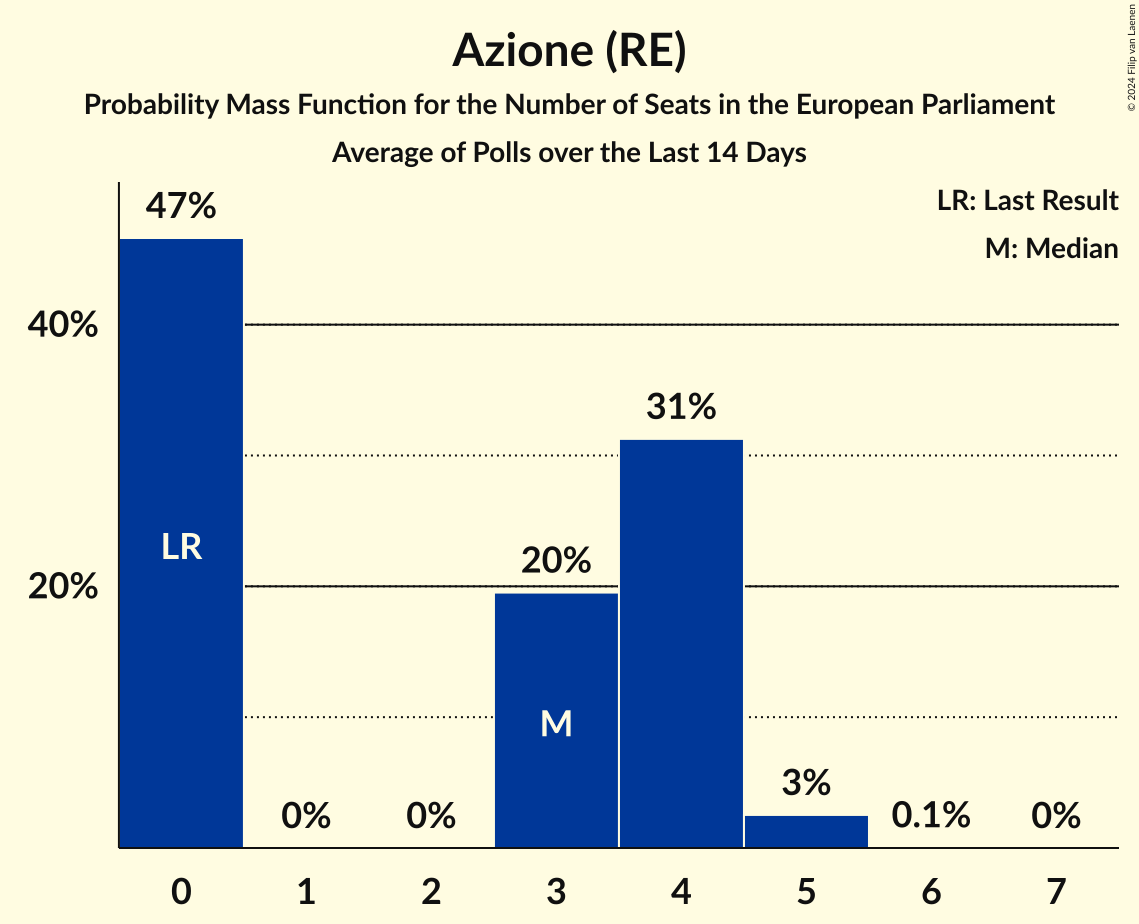 Azione (RE)
Probability Mass Function for the Number of Seats in the European Parliament
Average of Polls over the Last 14 Days
© 2024 Filip van Laenen
LR: Last Result
M: Median
47%
40%
31%
20%
20%
LR
M
3%
0%
0%
0.1%
0%
0 1 2 3 4 5 6 7